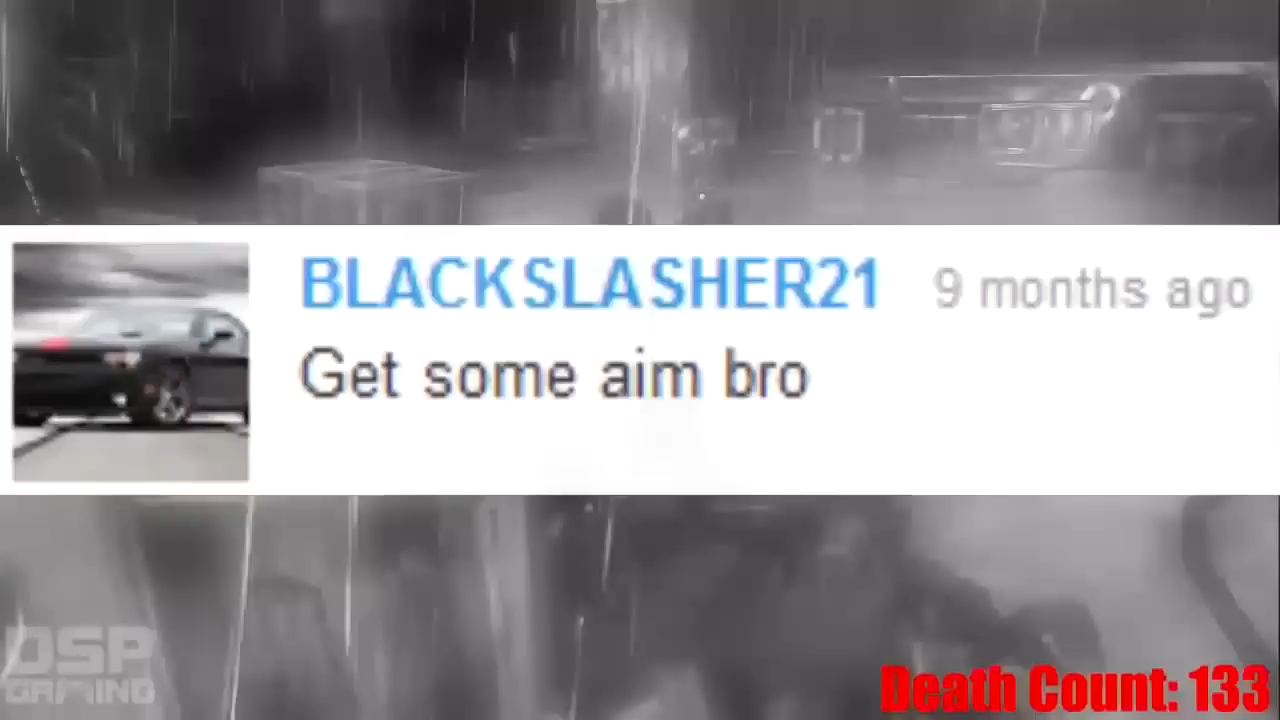 BLACKSLASHER21 9 months ago
Get some aim bro
DSP
GAMING
Death Count: 133